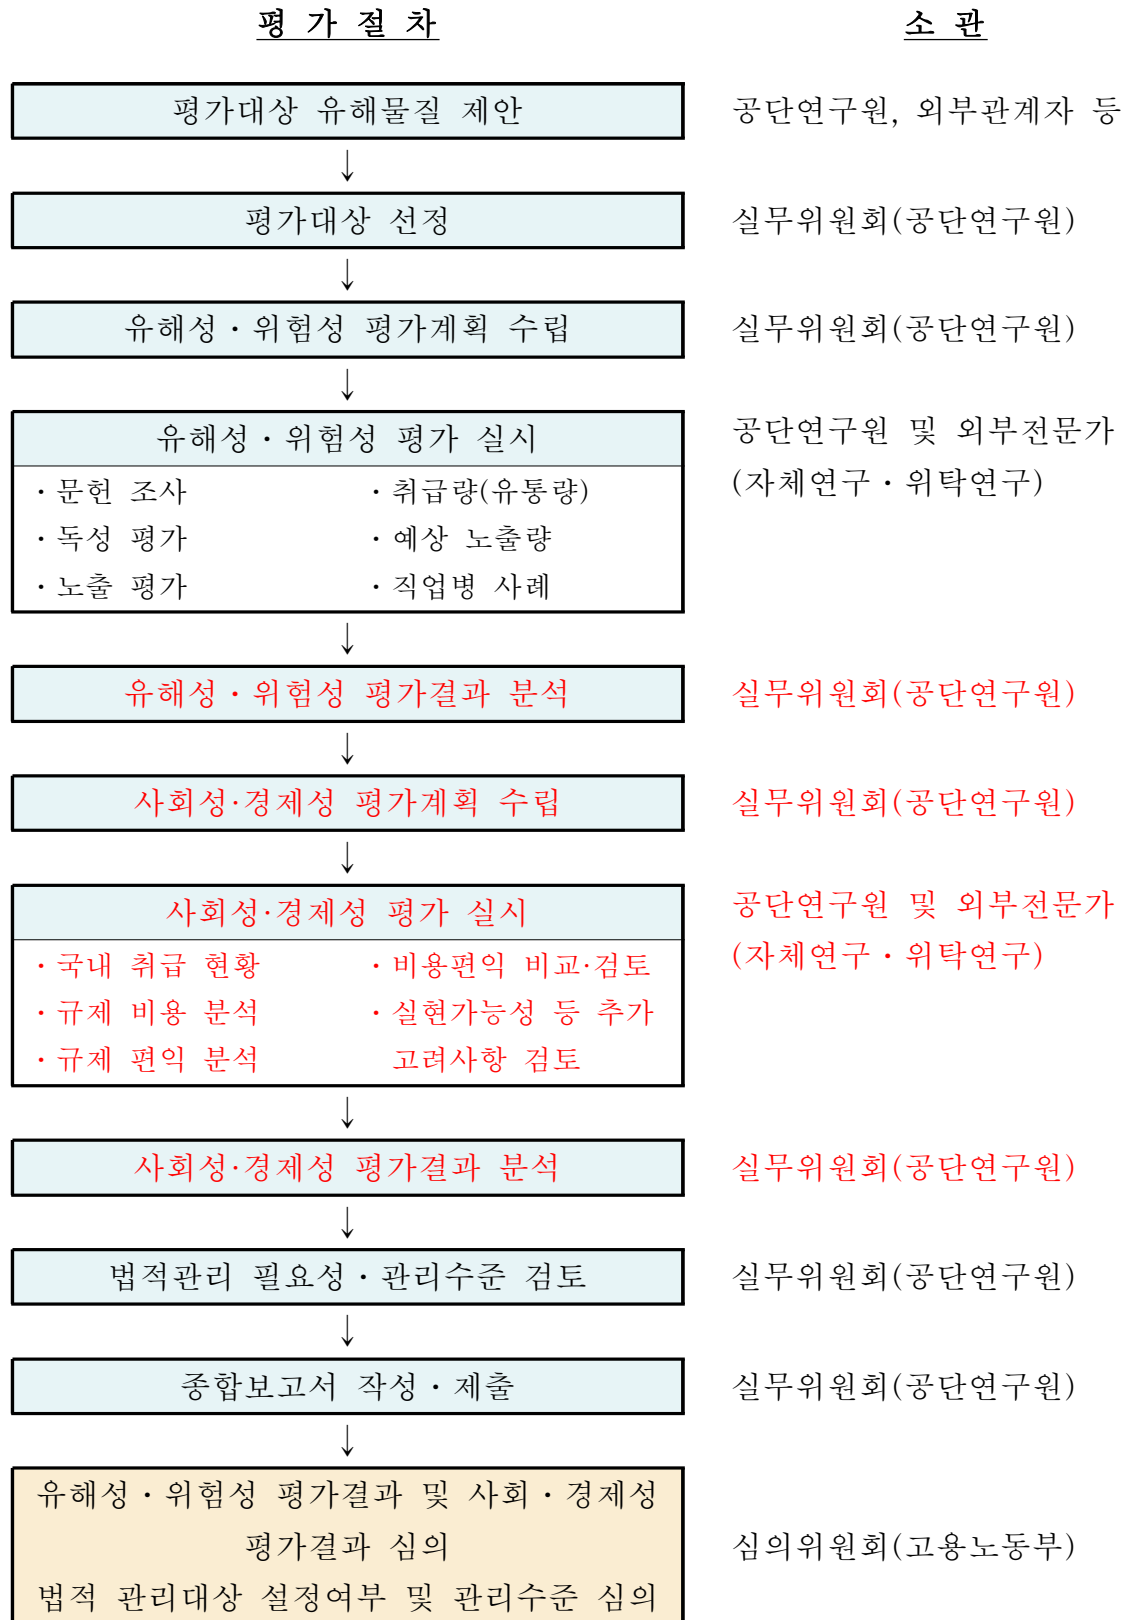 평 가 절 차
소 관
평가대상 유해물질 제안
공단연구원, 외부관계자 등
↓
평가대상 선정
실무위원회(공단연구원)
↓
유해성・위험성 평가계획 수립
실무위원회(공단연구원)
↓
유해성・위험성 평가 실시
공단연구원 및 외부전문가
(자체연구・위탁연구)
・문헌 조사
・취급량(유통량)
・독성 평가
・예상 노출량
・노출 평가
・직업병 사례
↓
유해성・위험성 평가결과 분석
실무위원회(공단연구원)
↓
사회성·경제성 평가계획 수립
실무위원회(공단연구원)
↓
사회성·경제성 평가 실시
공단연구원 및 외부전문가
(자체연구・위탁연구)
・국내 취급 현황
・비용편익 비교·검토
・규제 비용 분석
・실현가능성 등 추가
・규제 편익 분석
고려사항 검토
↓
사회성·경제성 평가결과 분석
실무위원회(공단연구원)
↓
법적관리 필요성・관리수준 검토
실무위원회(공단연구원)
↓
종합보고서 작성・제출
실무위원회(공단연구원)
↓
유해성・위험성 평가결과 및 사회・경제성
평가결과 심의
심의위원회(고용노동부)
법적 관리대상 설정여부 및 관리수준 심의